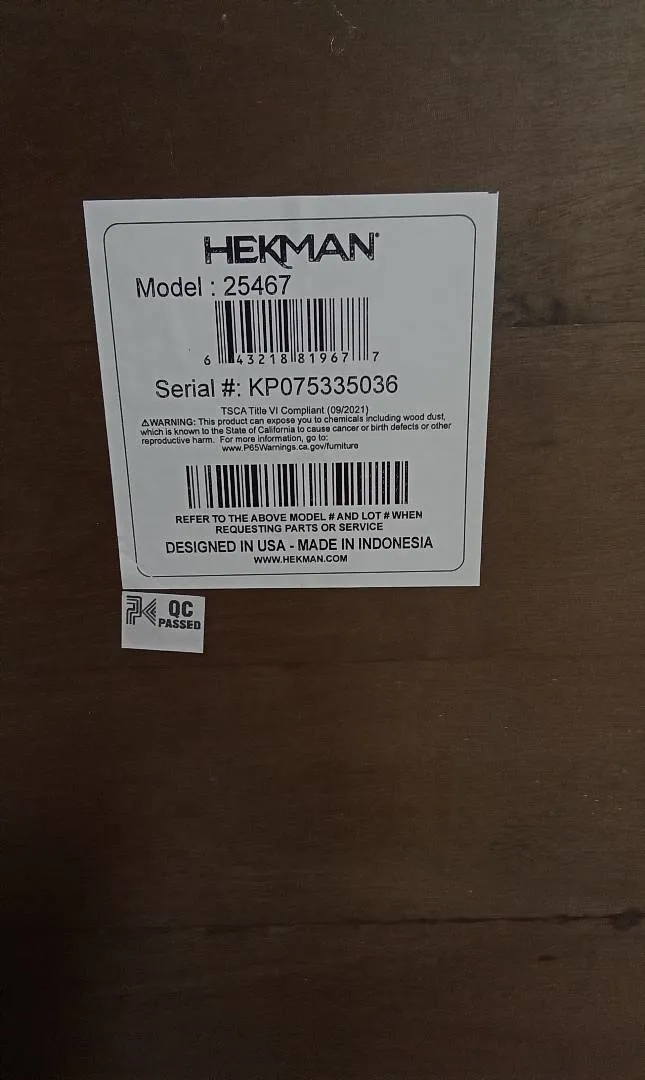 HEKMAN®
Model : 25467
6 43218 81967 7
Serial #: KP075335036
TSCA Title VI Compliant (09/2021)
⚠WARNING: This product can expose you to chemicals including wood dust,
which is known to the State of California to cause cancer or birth defects or other
reproductive harm. For more information, go to:
www.P65Warnings.ca.gov/furniture
REFER TO THE ABOVE MODEL # AND LOT # WHEN
REQUESTING PARTS OR SERVICE
DESIGNED IN USA - MADE IN INDONESIA
WWW.HEKMAN.COM
QC
PASSED